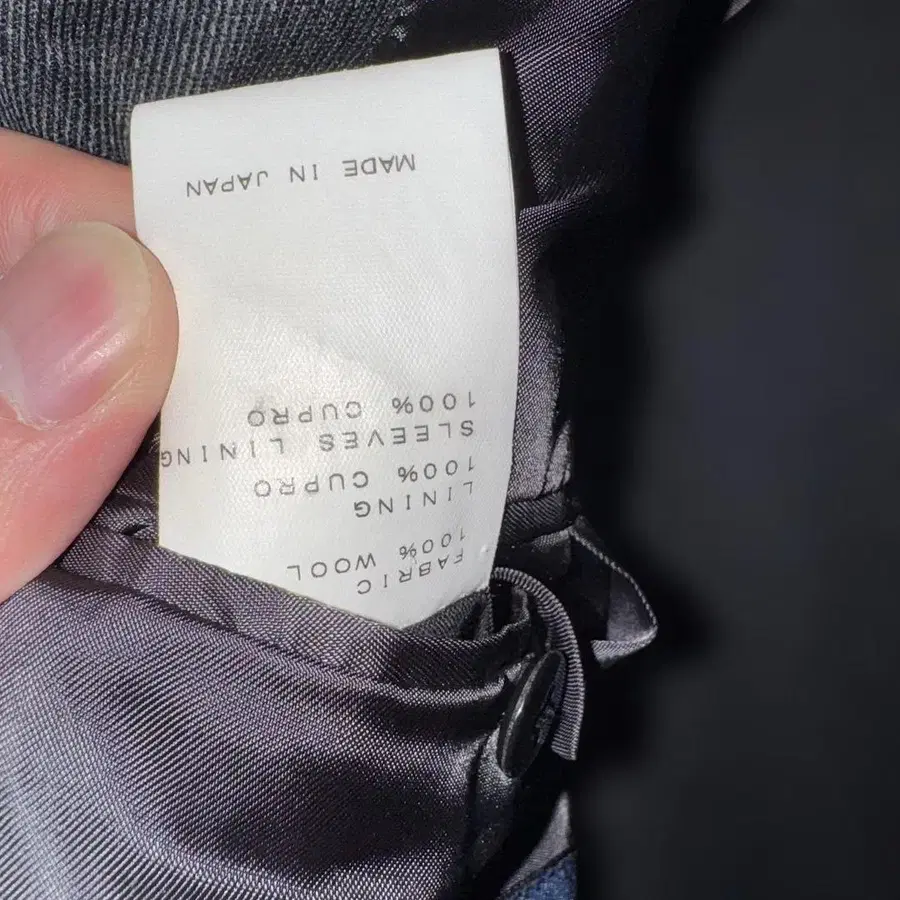 FABRIC
100% WOOL
LINING
100% CUPRO
SLEEVES LINING
100% CUPRO
MADE IN JAPAN